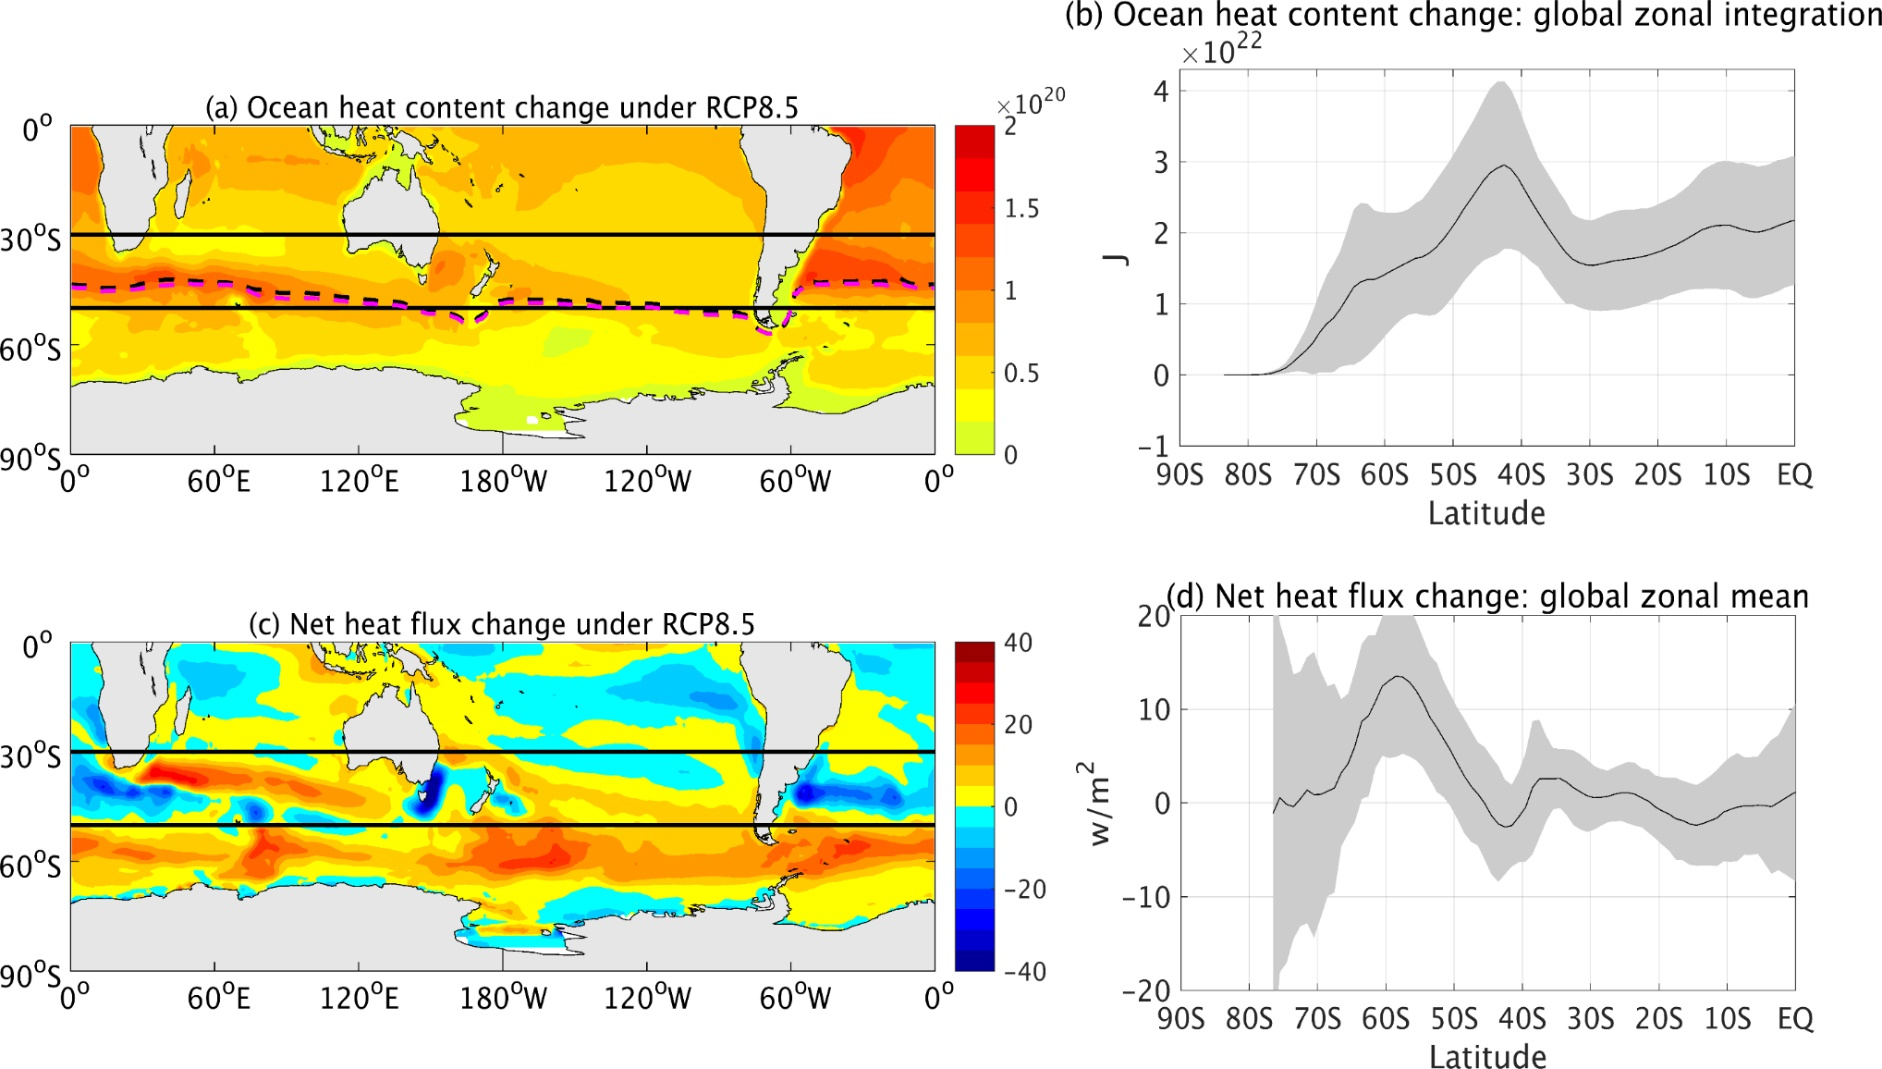 (a) Ocean heat content change under RCP8.5
×10²⁰
0°
30°S
60°S
90°S
0° 60°E 120°E 180°W 120°W 60°W 0°
2
1.5
1
0.5
0
(b) Ocean heat content change: global zonal integration
×10²²
4
3
2
1
0
−1
J
90S 80S 70S 60S 50S 40S 30S 20S 10S EQ
Latitude
(c) Net heat flux change under RCP8.5
0°
30°S
60°S
90°S
0° 60°E 120°E 180°W 120°W 60°W 0°
40
20
0
−20
−40
(d) Net heat flux change: global zonal mean
20
10
0
−10
−20
w/m²
90S 80S 70S 60S 50S 40S 30S 20S 10S EQ
Latitude